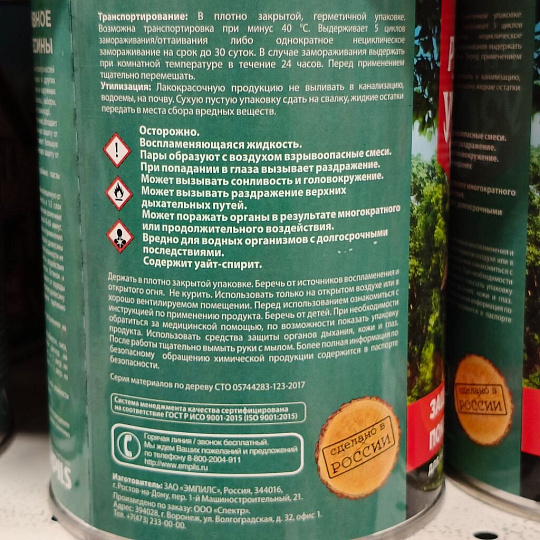 Транспортирование: В плотно закрытой, герметичной упаковке.
Возможна транспортировка при минус 40 °С. Выдерживает 5 циклов
замораживания/оттаивания либо однократное нециклическое
замораживание на срок до 30 суток. В случае замораживания выдержать
при комнатной температуре в течение 24 часов. Перед применением
тщательно перемешать.
Утилизация: Лакокрасочную продукцию не выливать в канализацию,
водоемы, на почву. Сухую пустую упаковку сдать на свалку, жидкие остатки
передать в места сбора вредных веществ.
Осторожно.
Воспламеняющаяся жидкость.
Пары образуют с воздухом взрывоопасные смеси.
При попадании в глаза вызывает раздражение.
Может вызывать сонливость и головокружение.
Может вызывать раздражение верхних
дыхательных путей.
Может поражать органы в результате многократного
или продолжительного воздействия.
Вредно для водных организмов с долгосрочными
последствиями.
Содержит уайт-спирит.
Держать в плотно закрытой упаковке. Беречь от источников воспламенения и
открытого огня. Не курить. Использовать только на открытом воздухе или в
хорошо вентилируемом помещении. Перед использованием ознакомиться с
инструкцией по применению продукта. Беречь от детей. При необходимости
обратиться за медицинской помощью, по возможности показать упаковку
продукта. Использовать средства защиты органов дыхания, кожи и глаз.
После работы тщательно вымыть руки с мылом. Более полная информация по
безопасному обращению химической продукции содержится в паспорте
безопасности.
Серия материалов по дереву СТО 05744283-123-2017
Система менеджмента качества сертифицирована
на соответствие ГОСТ Р ИСО 9001-2015 (ISO 9001:2015)
Горячая линия / звонок бесплатный.
Мы ждем Ваших пожеланий и предложений
по телефону 8-800-2004-911
http://www.empils.ru
Изготовитель: ЗАО «ЭМПИЛС», Россия, 344016,
г.Ростов-на-Дону, пер. 1-й Машиностроительный, 21.
Произведено по заказу: ООО «Спектр».
Адрес: 394028, г. Воронеж, ул. Волгоградская, д. 32, офис 1.
Тел. +7(473) 233-00-00.
сделано в
РОССИИ
сделано в
РОССИИ